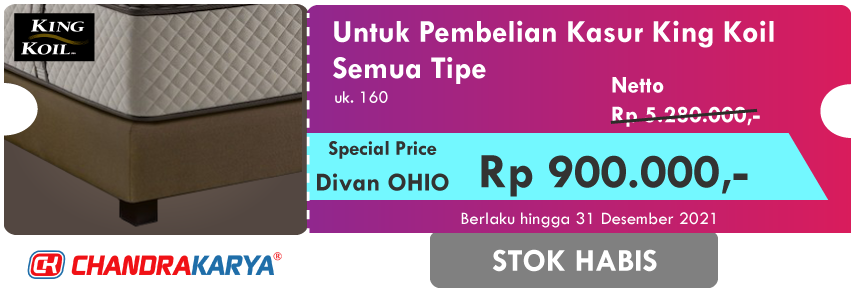 KING
KOIL
Untuk Pembelian Kasur King Koil
Semua Tipe
uk. 160
Netto
Rp 5.280.000,-
Special Price
Divan OHIO
Rp 900.000,-
Berlaku hingga 31 Desember 2021
CK CHANDRAKARYA®
STOK HABIS